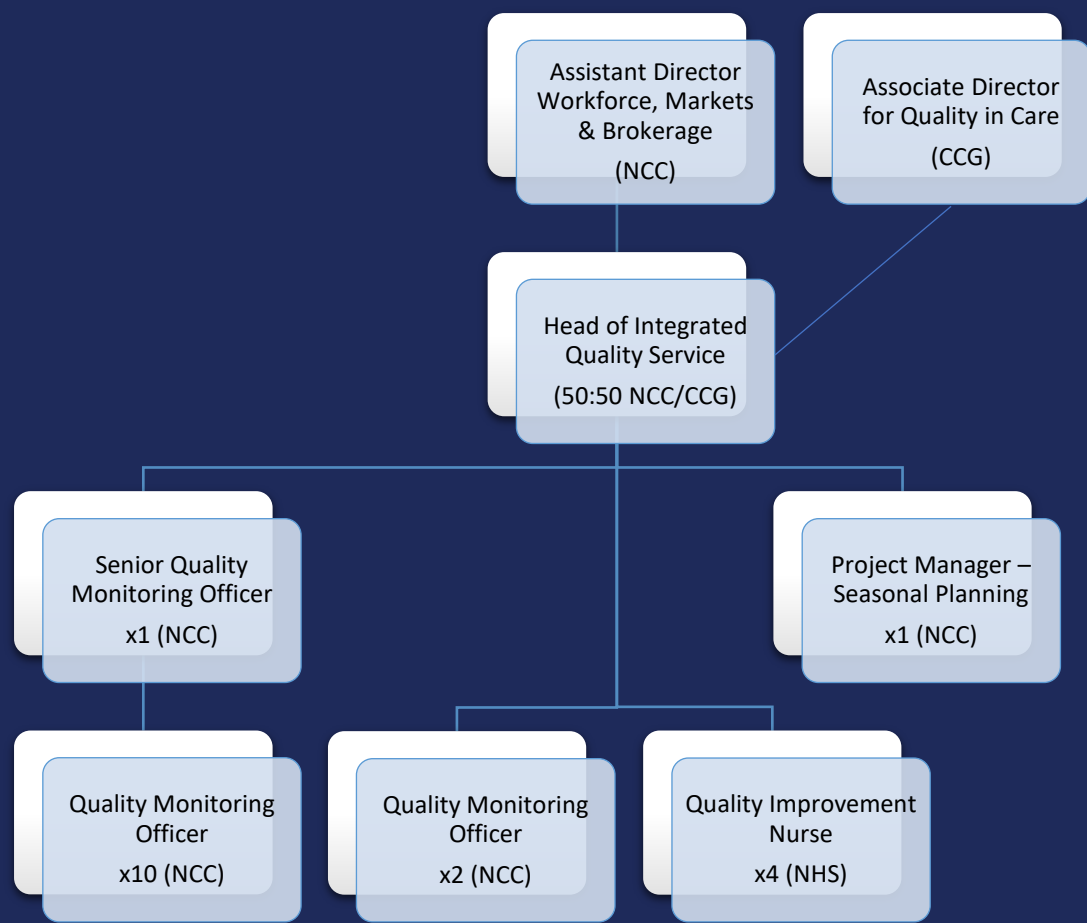 Assistant Director
Workforce, Markets
& Brokerage
(NCC)
Associate Director
for Quality in Care
(CCG)
Head of Integrated
Quality Service
(50:50 NCC/CCG)
Senior Quality
Monitoring Officer
x1 (NCC)
Project Manager –
Seasonal Planning
x1 (NCC)
Quality Monitoring
Officer
x10 (NCC)
Quality Monitoring
Officer
x2 (NCC)
Quality Improvement
Nurse
x4 (NHS)